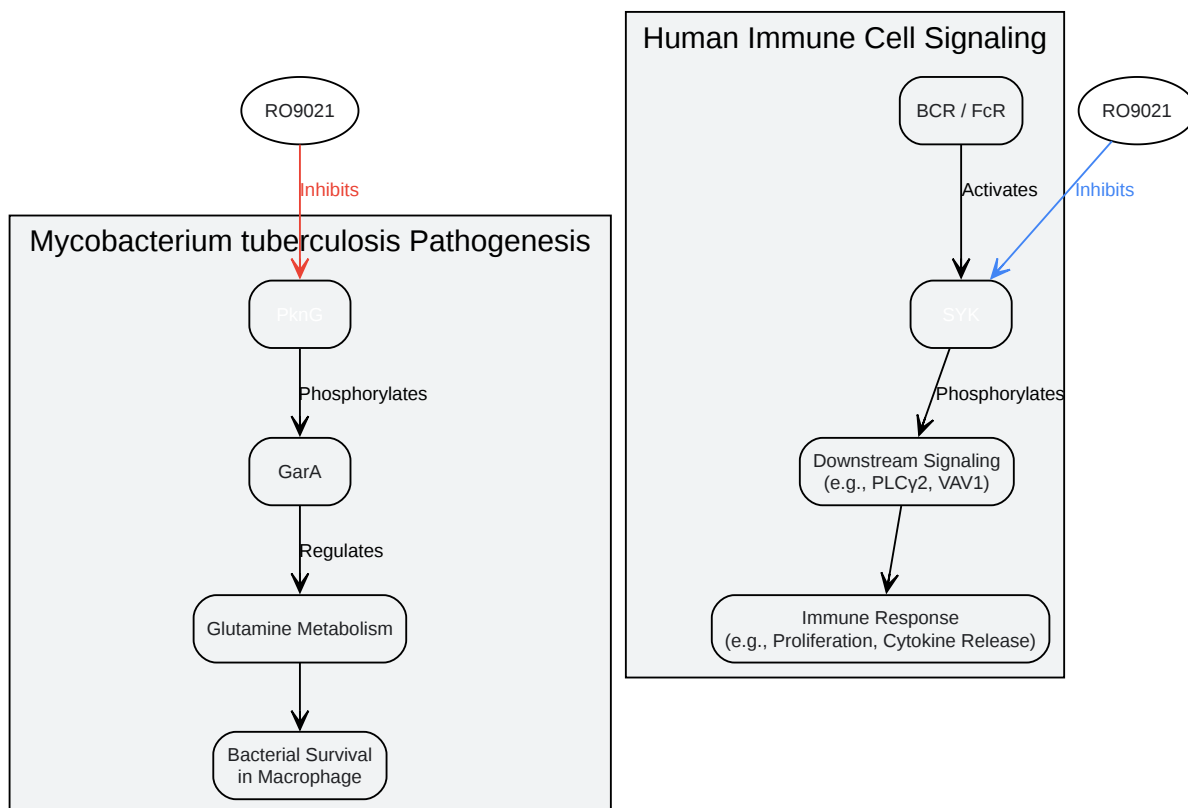 RO9021
Inhibits
Mycobacterium tuberculosis Pathogenesis
PknG
Phosphorylates
GarA
Regulates
Glutamine Metabolism
Bacterial Survival
in Macrophage
Human Immune Cell Signaling
BCR / FcR
RO9021
Activates
Inhibits
SYK
Phosphorylates
Downstream Signaling
(e.g., PLCγ2, VAV1)
Immune Response
(e.g., Proliferation, Cytokine Release)